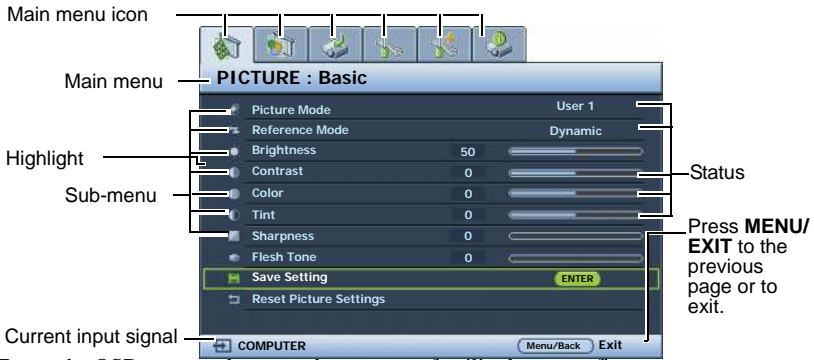 Main menu icon
Main menu
PICTURE : Basic
Picture Mode User 1
Reference Mode Dynamic
Brightness 50
Highlight
Contrast 0
Status
Sub-menu
Color 0
Tint 0
Sharpness 0
Flesh Tone 0
Save Setting ENTER
Reset Picture Settings
Press MENU/
EXIT to the
previous
page or to
exit.
Current input signal
COMPUTER Menu/Back Exit